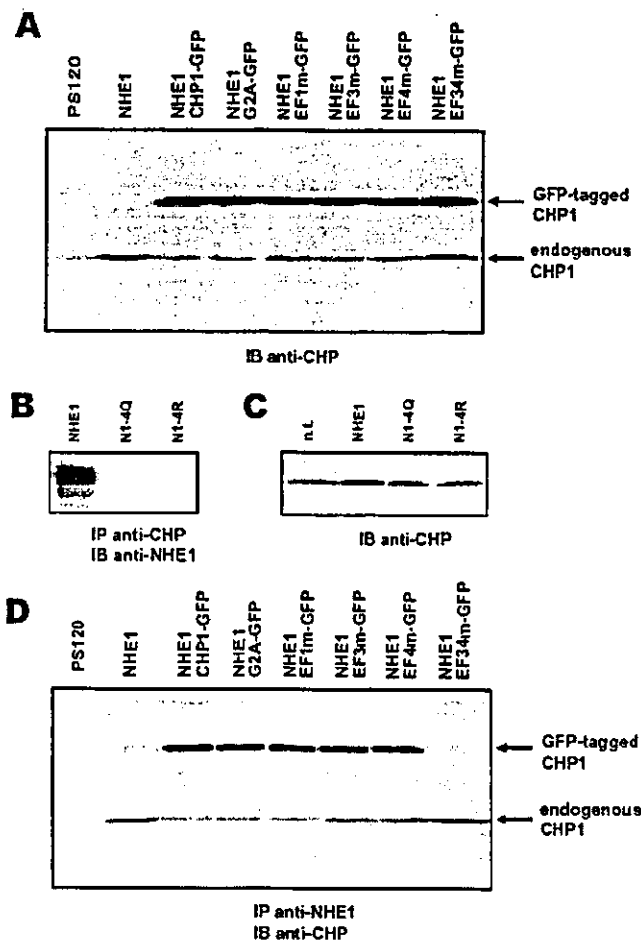 A
PS120
NHE1
NHE1 CHP1-GFP
NHE1 G2A-GFP
NHE1 EF1m-GFP
NHE1 EF3m-GFP
NHE1 EF4m-GFP
NHE1 EF34m-GFP
GFP-tagged
CHP1
endogenous
CHP1
IB anti-CHP
B
NHE1
N1-4Q
N1-4R
IP anti-CHP
IB anti-NHE1
C
n.t.
NHE1
N1-4Q
N1-4R
IB anti-CHP
D
PS120
NHE1
NHE1 CHP1-GFP
NHE1 G2A-GFP
NHE1 EF1m-GFP
NHE1 EF3m-GFP
NHE1 EF4m-GFP
NHE1 EF34m-GFP
GFP-tagged
CHP1
endogenous
CHP1
IP anti-NHE1
IB anti-CHP